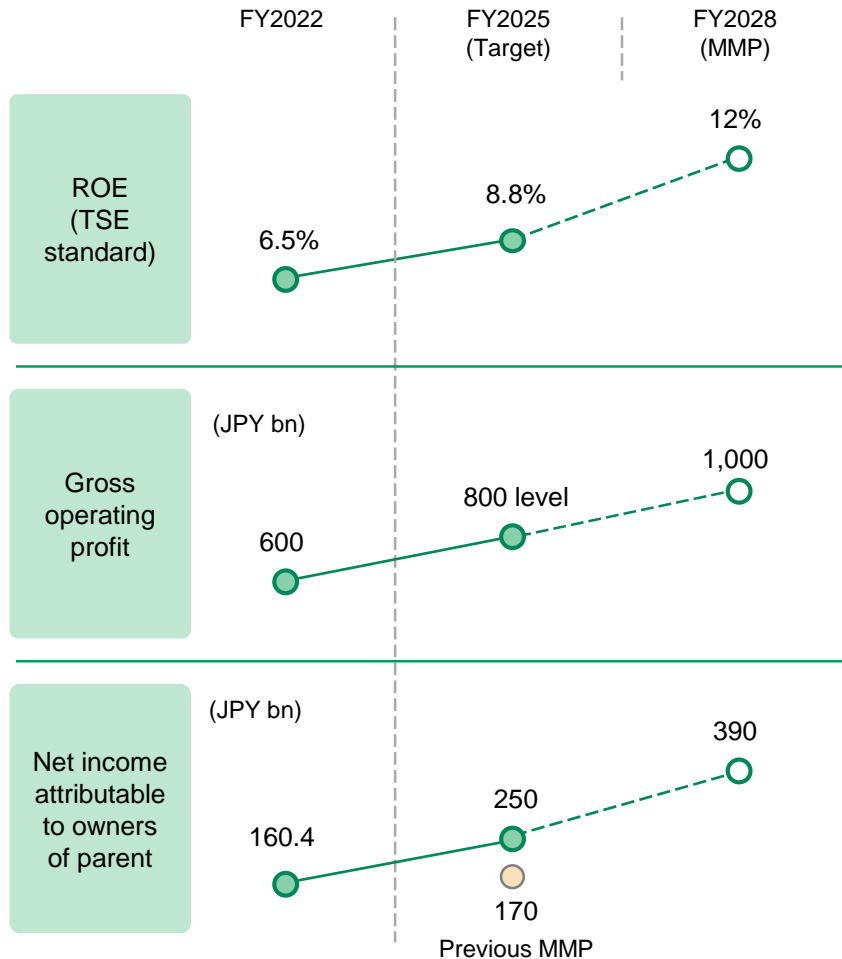 FY2022
FY2025
(Target)
FY2028
(MMP)
ROE
(TSE
standard)
6.5%
8.8%
12%
Gross
operating
profit
(JPY bn)
600
800 level
1,000
Net income
attributable
to owners
of parent
(JPY bn)
160.4
250
390
170
Previous MMP